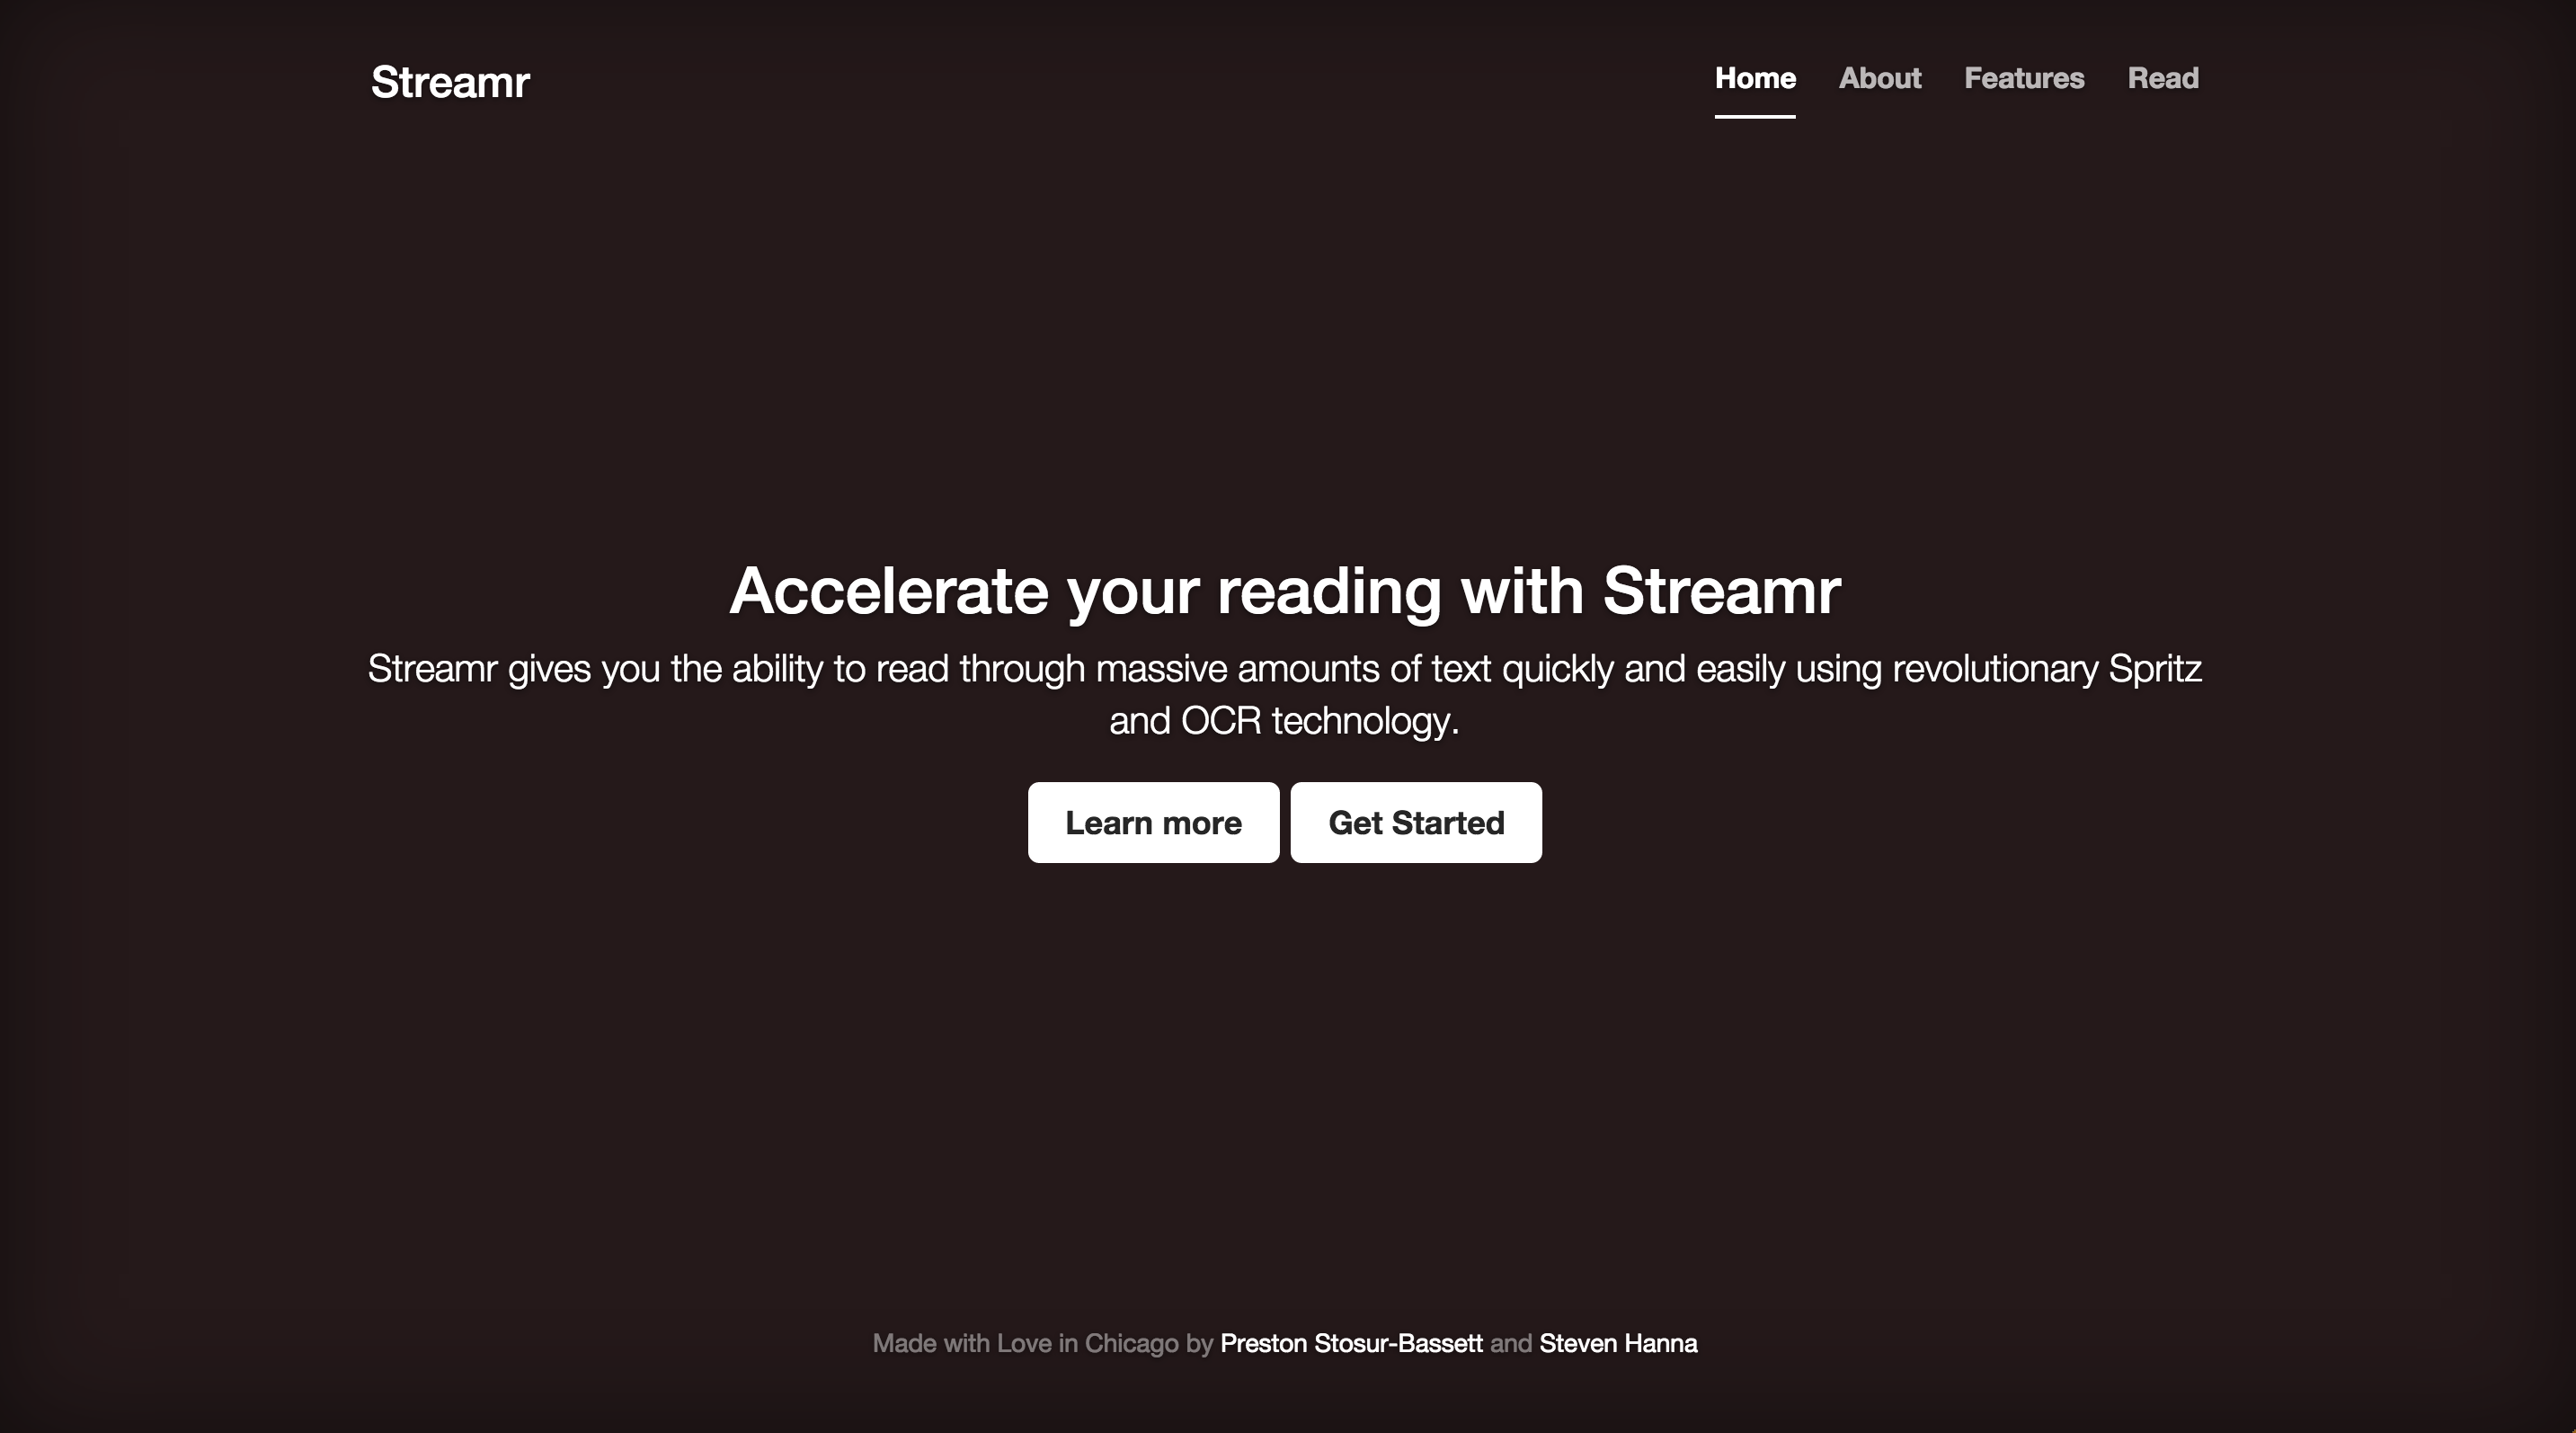 Streamr
Home About Features Read
Accelerate your reading with Streamr
Streamr gives you the ability to read through massive amounts of text quickly and easily using revolutionary Spritz
and OCR technology.
Learn more Get Started
Made with Love in Chicago by Preston Stosur-Bassett and Steven Hanna